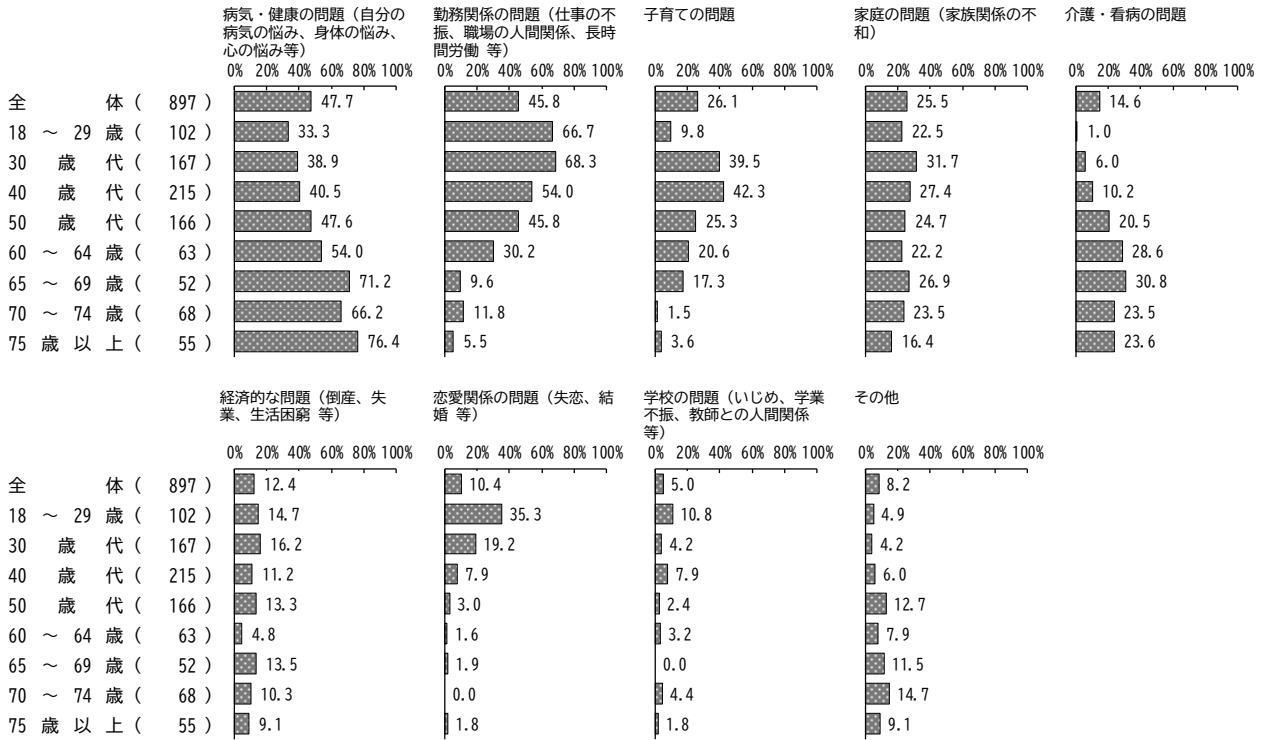 病気・健康の問題（自分の
病気の悩み、身体の悩み、
心の悩み等）
勤務関係の問題（仕事の不
振、職場の人間関係、長時
間労働 等）
子育ての問題
家庭の問題（家族関係の不
和）
介護・看病の問題
0% 20% 40% 60% 80% 100% 0% 20% 40% 60% 80% 100% 0% 20% 40% 60% 80% 100% 0% 20% 40% 60% 80% 100% 0% 20% 40% 60% 80% 100%
全 体 ( 897 ) 47.7 45.8 26.1 25.5 14.6
18 ～ 29 歳 ( 102 ) 33.3 66.7 9.8 22.5 1.0
30 歳 代 ( 167 ) 38.9 68.3 39.5 31.7 6.0
40 歳 代 ( 215 ) 40.5 54.0 42.3 27.4 10.2
50 歳 代 ( 166 ) 47.6 45.8 25.3 24.7 20.5
60 ～ 64 歳 ( 63 ) 54.0 30.2 20.6 22.2 28.6
65 ～ 69 歳 ( 52 ) 71.2 9.6 17.3 26.9 30.8
70 ～ 74 歳 ( 68 ) 66.2 11.8 1.5 23.5 23.5
75 歳 以 上 ( 55 ) 76.4 5.5 3.6 16.4 23.6
経済的な問題（倒産、失
業、生活困窮 等）
恋愛関係の問題（失恋、結
婚 等）
学校の問題（いじめ、学業
不振、教師との人間関係
等）
その他
0% 20% 40% 60% 80% 100% 0% 20% 40% 60% 80% 100% 0% 20% 40% 60% 80% 100% 0% 20% 40% 60% 80% 100%
全 体 ( 897 ) 12.4 10.4 5.0 8.2
18 ～ 29 歳 ( 102 ) 14.7 35.3 10.8 4.9
30 歳 代 ( 167 ) 16.2 19.2 4.2 4.2
40 歳 代 ( 215 ) 11.2 7.9 7.9 6.0
50 歳 代 ( 166 ) 13.3 3.0 2.4 12.7
60 ～ 64 歳 ( 63 ) 4.8 1.6 3.2 7.9
65 ～ 69 歳 ( 52 ) 13.5 1.9 0.0 11.5
70 ～ 74 歳 ( 68 ) 10.3 0.0 4.4 14.7
75 歳 以 上 ( 55 ) 9.1 1.8 1.8 9.1